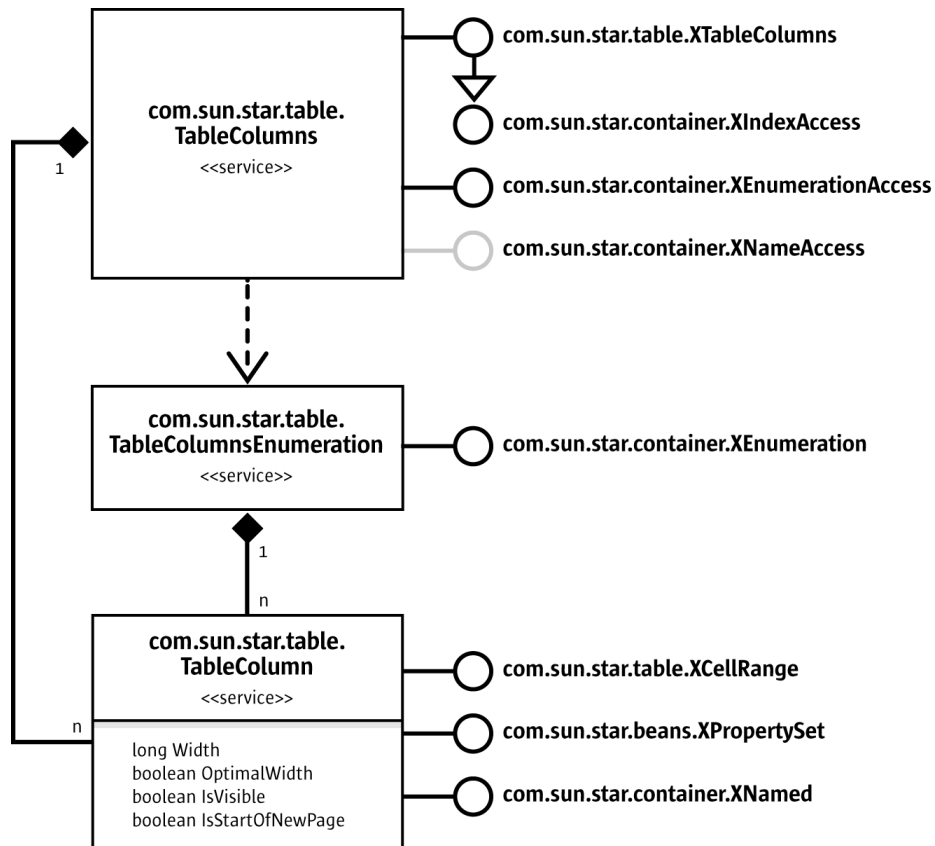 com.sun.star.table.XTableColumns
com.sun.star.table.
TableColumns
<<service>>
com.sun.star.container.XIndexAccess
1
com.sun.star.container.XEnumerationAccess
com.sun.star.container.XNameAccess
com.sun.star.table.
TableColumnsEnumeration
<<service>>
com.sun.star.container.XEnumeration
1
n
com.sun.star.table.
TableColumn
<<service>>
com.sun.star.table.XCellRange
n
com.sun.star.beans.XPropertySet
long Width
boolean OptimalWidth
boolean IsVisible
boolean IsStartOfNewPage
com.sun.star.container.XNamed